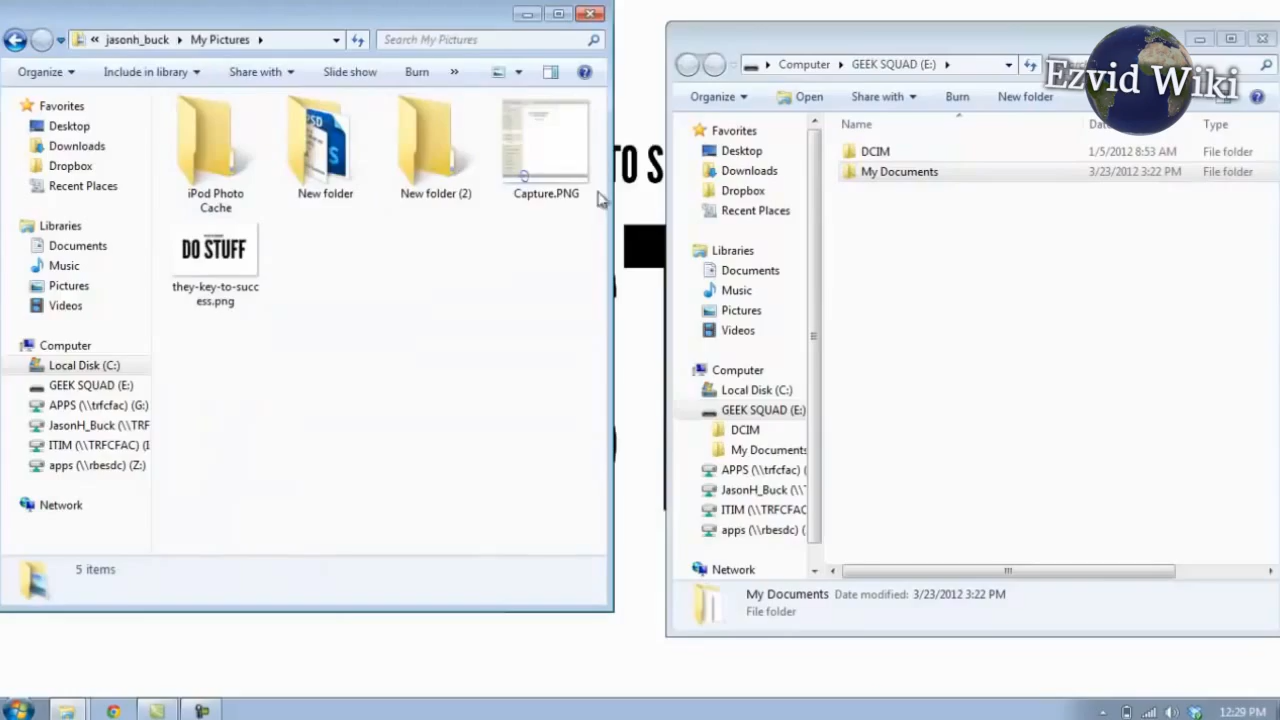 « jasonh_buck ▸ My Pictures ▸
Search My Pictures
Organize Include in library Share with Slide show Burn »
Favorites
Desktop
Downloads
Dropbox
Recent Places
Libraries
Documents
Music
Pictures
Videos
Computer
Local Disk (C:)
GEEK SQUAD (E:)
APPS (\\trfcfac) (G:)
JasonH_Buck (\\TRF
ITIM (\\TRFCFAC) (I
apps (\\rbesdc) (Z:)
Network
iPod Photo
Cache
New folder
New folder (2)
Capture.PNG
DO STUFF
they-key-to-succ
ess.png
5 items
TO S
Computer ▸ GEEK SQUAD (E:) ▸
Ezvid Wiki
Organize Open Share with Burn New folder
Favorites
Desktop
Downloads
Dropbox
Recent Places
Libraries
Documents
Music
Pictures
Videos
Computer
Local Disk (C:)
GEEK SQUAD (E:)
DCIM
My Documents
APPS (\\trfcfac) (
JasonH_Buck (\\T
ITIM (\\TRFCFAC
apps (\\rbesdc) (
Network
Name Type
DCIM 1/5/2012 8:53 AM File folder
My Documents 3/23/2012 3:22 PM File folder
My Documents Date modified: 3/23/2012 3:22 PM
File folder
12:29 PM